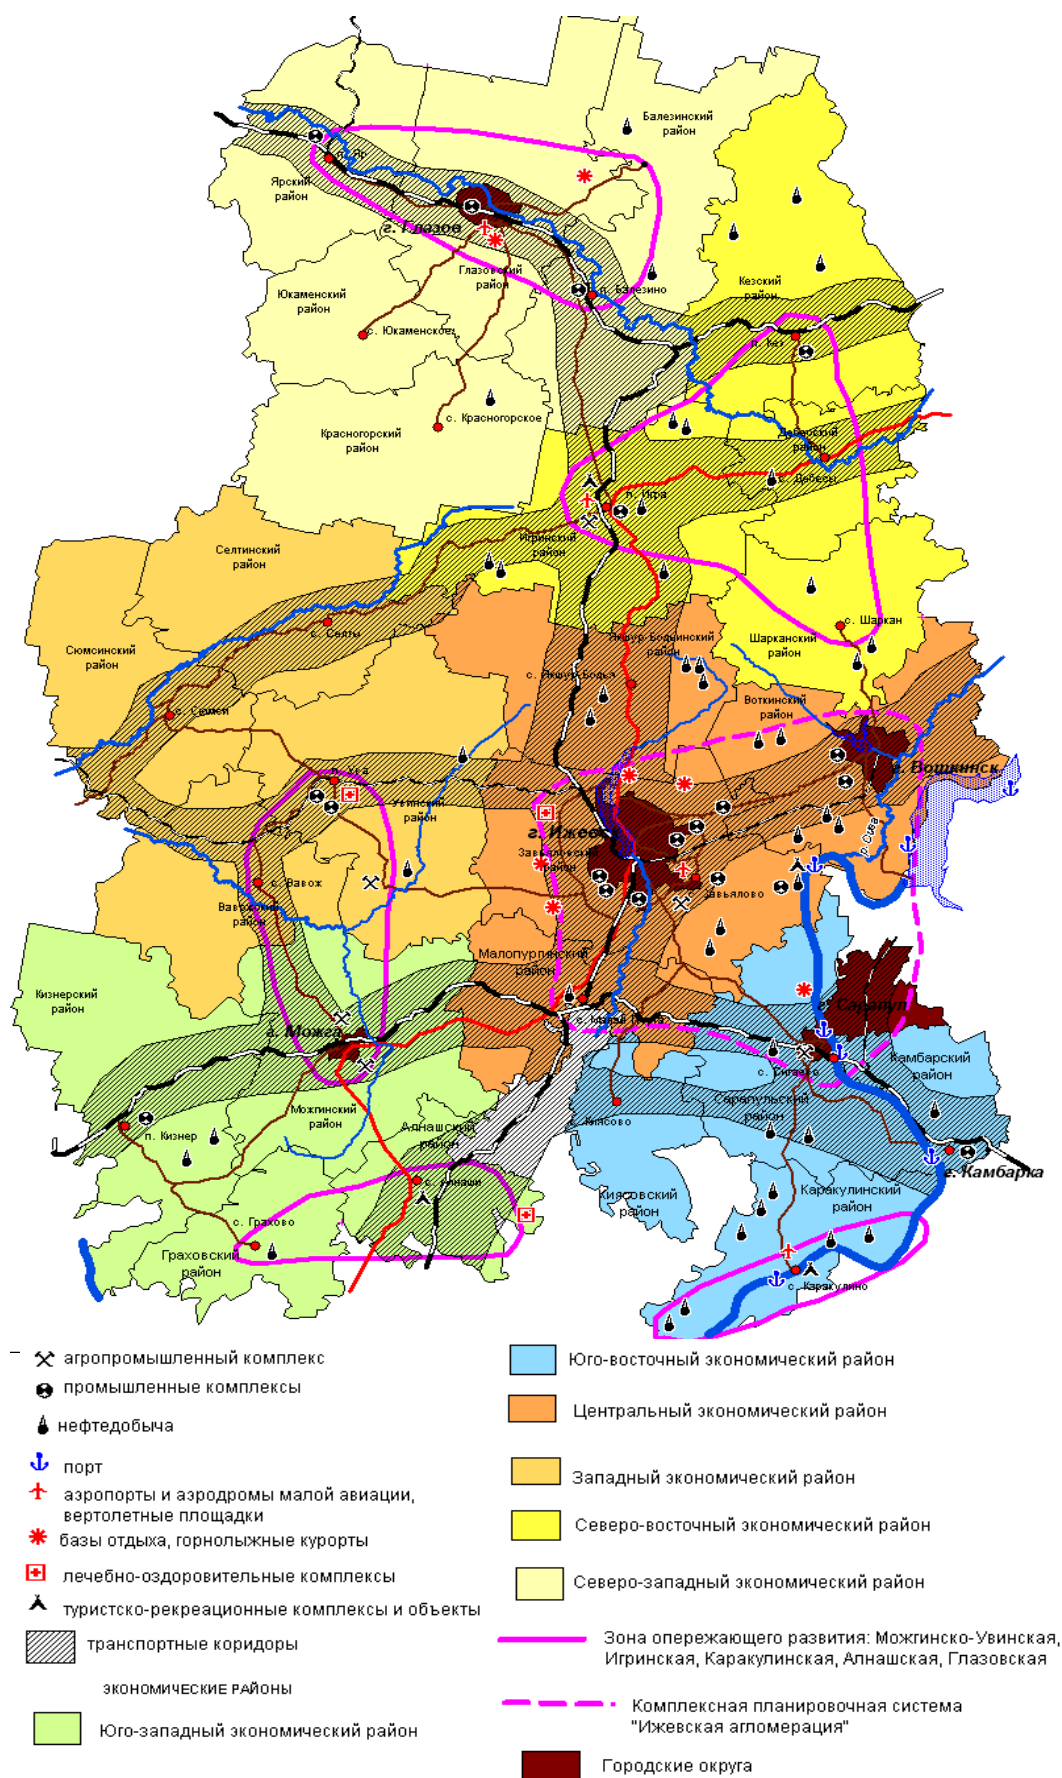 Балезинский
район
п. Яр
Ярский
район
г. Глазов
Глазовский
район
Юкаменский
район
п. Балезино
Кезский
район
с. Юкаменское
п. Кез
с. Красногорское
Красногорский
район
Дебесский
район
с. Дебесы
п. Игра
Игринский
район
Селтинский
район
с. Селты
с. Шаркан
Шарканский
район
Якшур-Бодьинский
район
Сюмсинский
район
с. Якшур-Бодья
Воткинский
район
с. Сюмси
г. Воткинск
п. Ува
Увинский
район
р. Сива
г. Ижевск
Завьяловский
район
с. Вавож
Вавожский
район
Завьялово
Малопургинский
район
Кизнерский
район
г. Сарапул
с. Малая Пурга
г. Можга
Камбарский
район
с. Сигаево
Сарапульский
район
Можгинский
район
с. Киясово
Алнашский
район
п. Кизнер
г. Камбарка
с. Алнаши
Киясовский
район
Каракулинский
район
с. Грахово
Граховский
район
с. Каракулино
агропромышленный комплекс
промышленные комплексы
нефтедобыча
порт
аэропорты и аэродромы малой авиации,
вертолетные площадки
базы отдыха, горнолыжные курорты
лечебно-оздоровительные комплексы
туристско-рекреационные комплексы и объекты
транспортные коридоры
ЭКОНОМИЧЕСКИЕ РАЙОНЫ
Юго-западный экономический район
Юго-восточный экономический район
Центральный экономический район
Западный экономический район
Северо-восточный экономический район
Северо-западный экономический район
Зона опережающего развития: Можгинско-Увинская,
Игринская, Каракулинская, Алнашская, Глазовская
Комплексная планировочная система
"Ижевская агломерация"
Городские округа